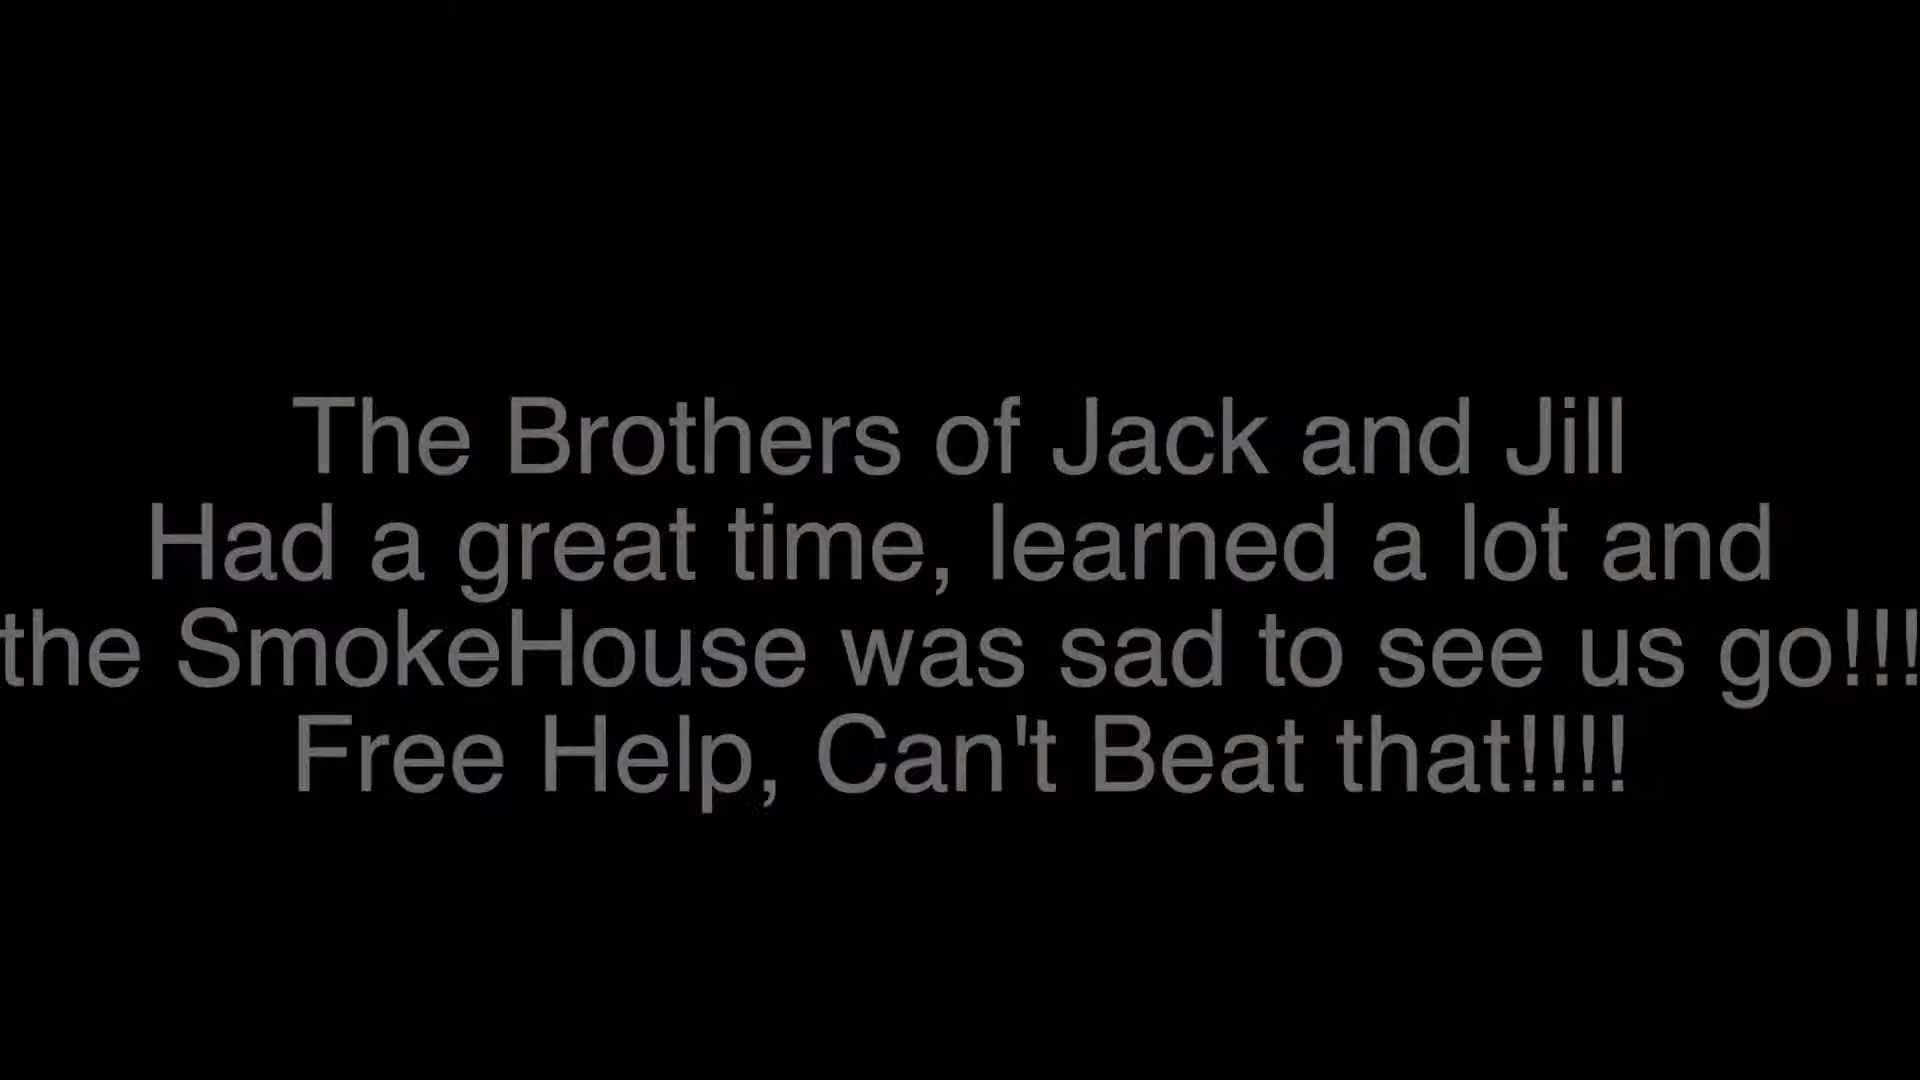 The Brothers of Jack and Jill
Had a great time, learned a lot and
the SmokeHouse was sad to see us go!!!
Free Help, Can't Beat that!!!!